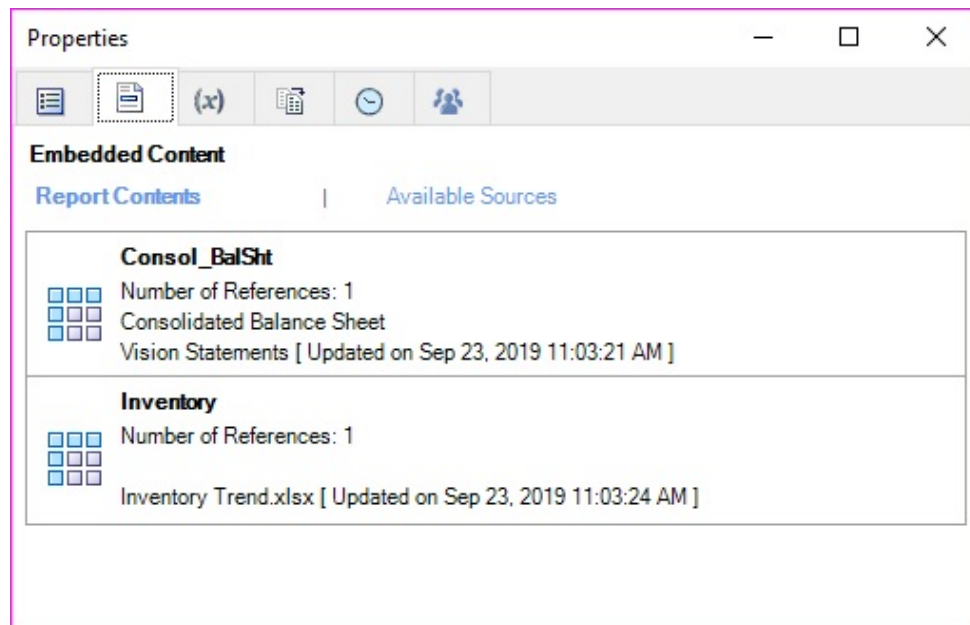 Properties
(x)
Embedded Content
Report Contents | Available Sources
Consol_BalSht
Number of References: 1
Consolidated Balance Sheet
Vision Statements [ Updated on Sep 23, 2019 11:03:21 AM ]
Inventory
Number of References: 1
Inventory Trend.xlsx [ Updated on Sep 23, 2019 11:03:24 AM ]